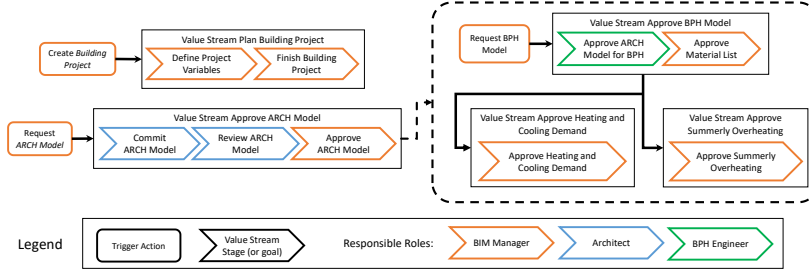 Value Stream Plan Building Project
Create Building
Project
Define Project
Variables
Finish Building
Project
Request
ARCH Model
Value Stream Approve ARCH Model
Commit
ARCH Model
Review ARCH
Model
Approve
ARCH Model
Request BPH
Model
Value Stream Approve BPH Model
Approve ARCH
Model for BPH
Approve
Material List
Value Stream Approve Heating and
Cooling Demand
Approve Heating and
Cooling Demand
Value Stream Approve
Summerly Overheating
Approve Summerly
Overheating
Legend
Trigger Action
Value Stream
Stage (or goal)
Responsible Roles:
BIM Manager
Architect
BPH Engineer